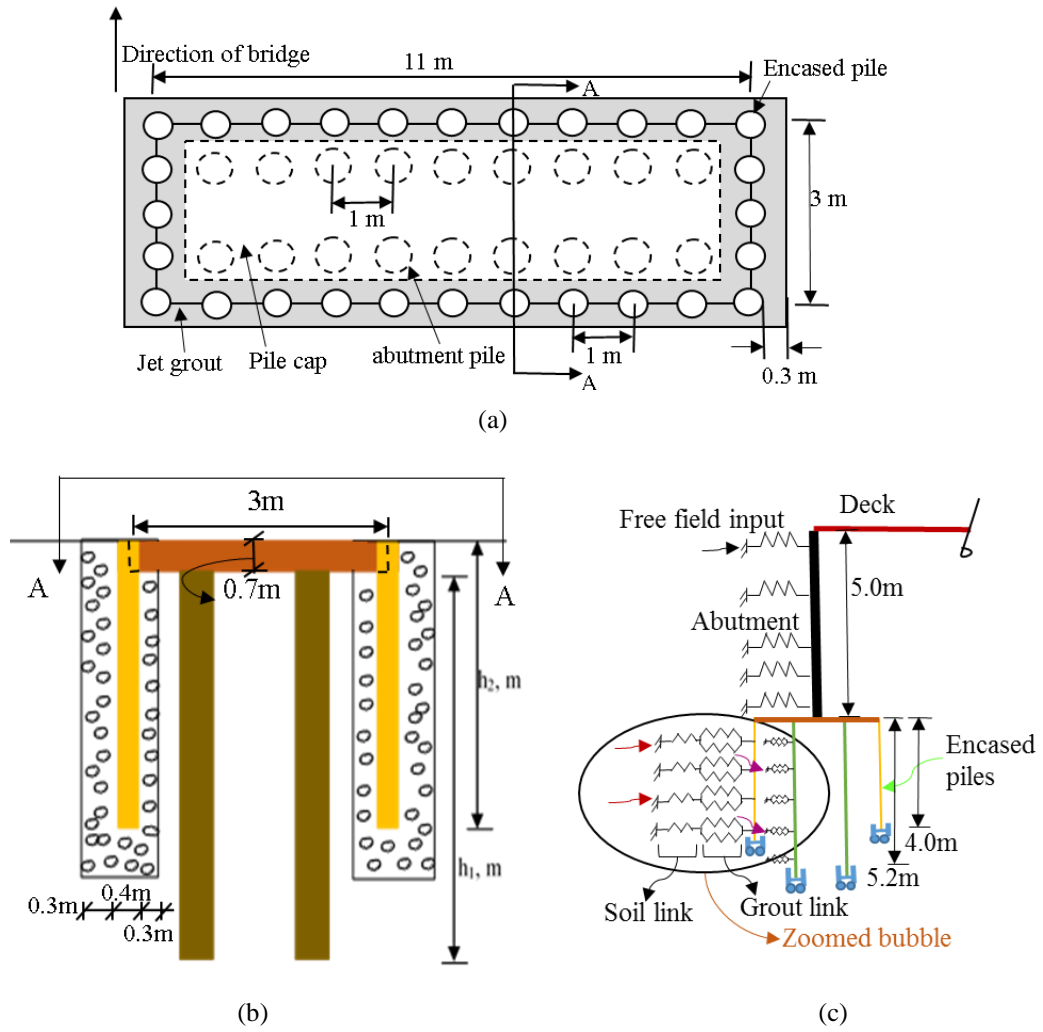 Direction of bridge
11 m
Encased pile
A
1 m
3 m
Jet grout
Pile cap
abutment pile
1 m
A
0.3 m
(a)
3m
A
0.7m
A
h2, m
h1, m
0.3m
0.4m
0.3m
(b)
Deck
Free field input
5.0m
Abutment
Encased
piles
4.0m
5.2m
Soil link
Grout link
Zoomed bubble
(c)